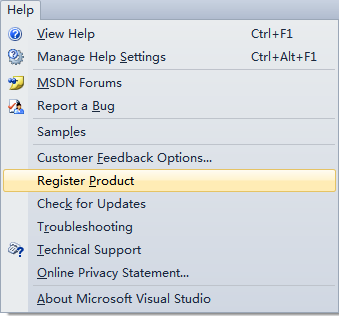 Help
View Help Ctrl+F1
Manage Help Settings Ctrl+Alt+F1
MSDN Forums
Report a Bug
Samples
Customer Feedback Options...
Register Product
Check for Updates
Troubleshooting
Technical Support
Online Privacy Statement...
About Microsoft Visual Studio